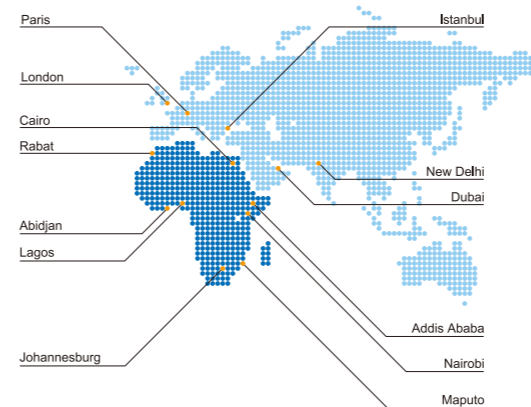 Paris
London
Cairo
Rabat
Abidjan
Lagos
Johannesburg
Istanbul
New Delhi
Dubai
Addis Ababa
Nairobi
Maputo